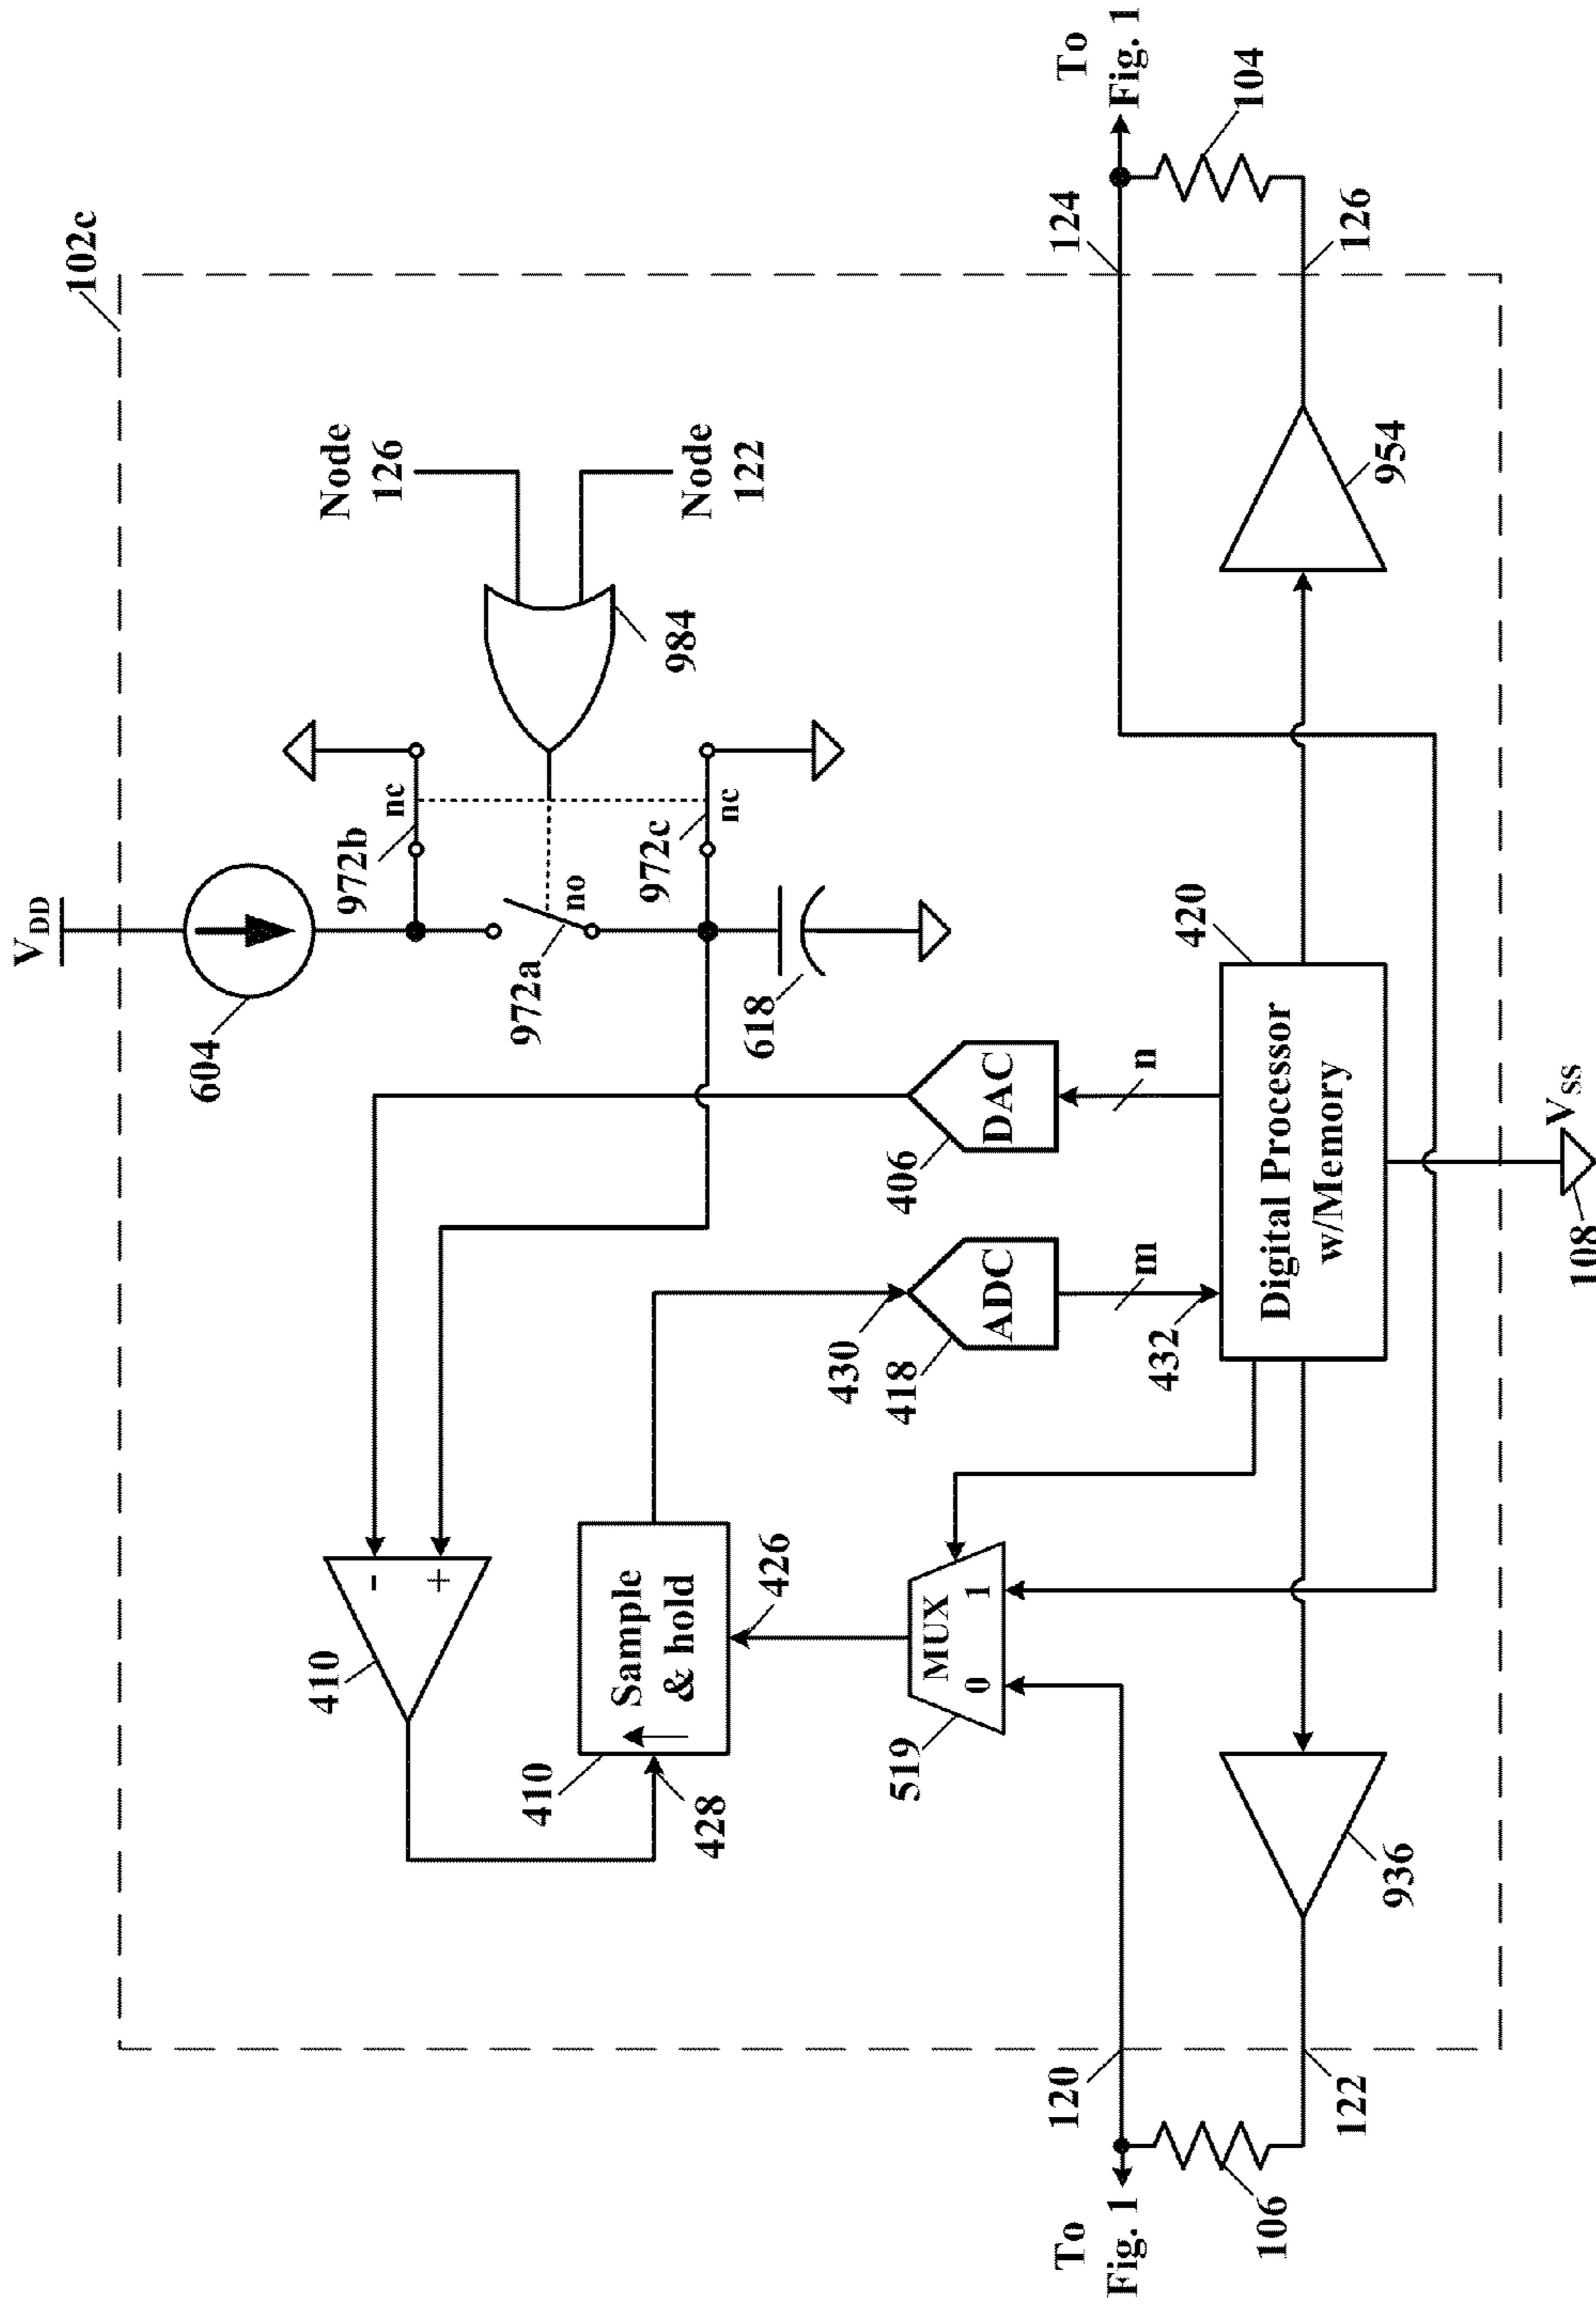 102c
V_DD
604
972b
nc
Node
126
984
Node
122
972a
no
972c
nc
618
-
+
410
Sample
& hold
410
428
426
430
418
ADC
m
432
406
DAC
n
MUX
0
1
519
420
Digital Processor
w/Memory
V_SS
108
To
Fig. 1
120
122
106
936
To
Fig. 1
124
104
126
954